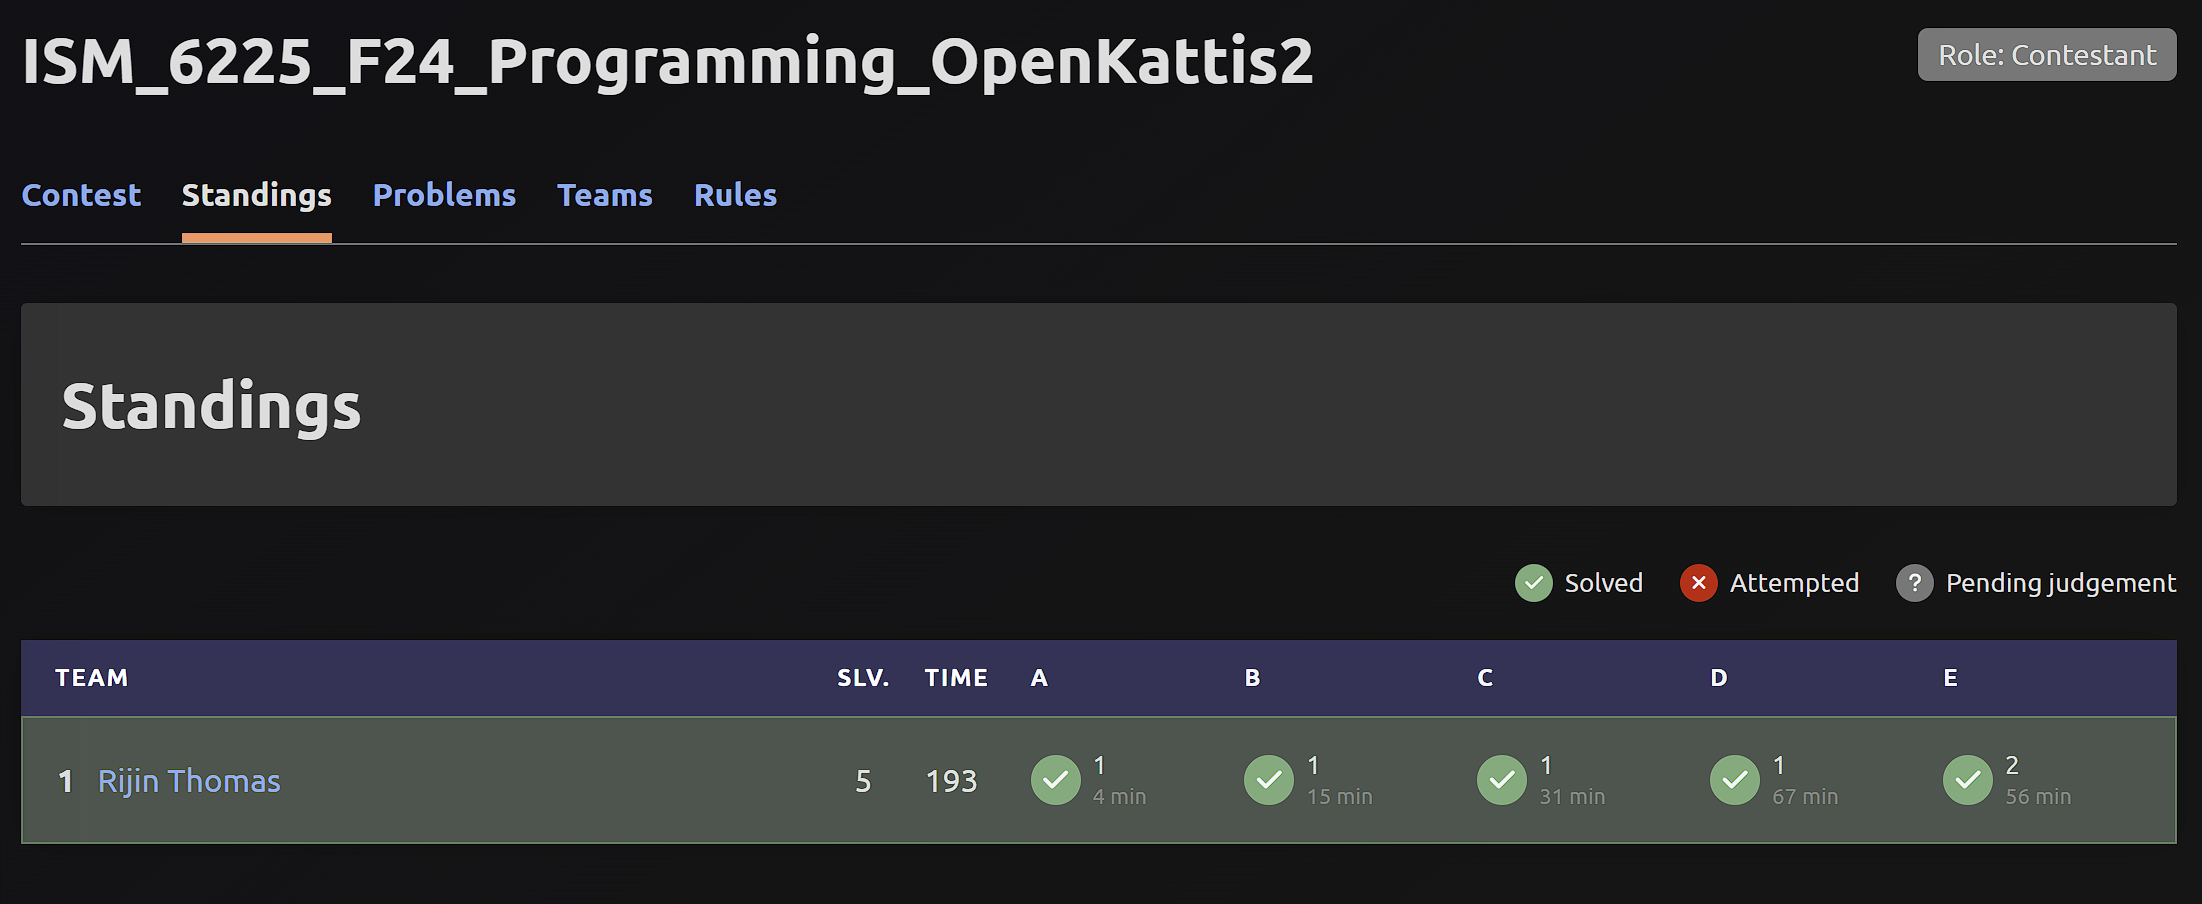 ISM_6225_F24_Programming_OpenKattis2
Role: Contestant
Contest Standings Problems Teams Rules
Standings
Solved Attempted ? Pending judgement
TEAM SLV. TIME A B C D E
1 Rijin Thomas 5 193 1 1 1 1 2
4 min 15 min 31 min 67 min 56 min